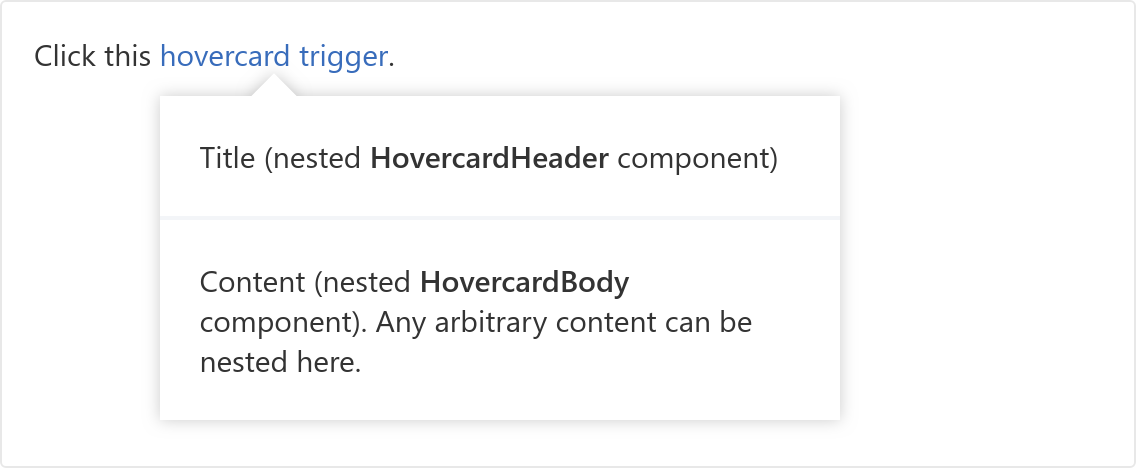 Click this hovercard trigger.
Title (nested HovercardHeader component)
Content (nested HovercardBody
component). Any arbitrary content can be
nested here.